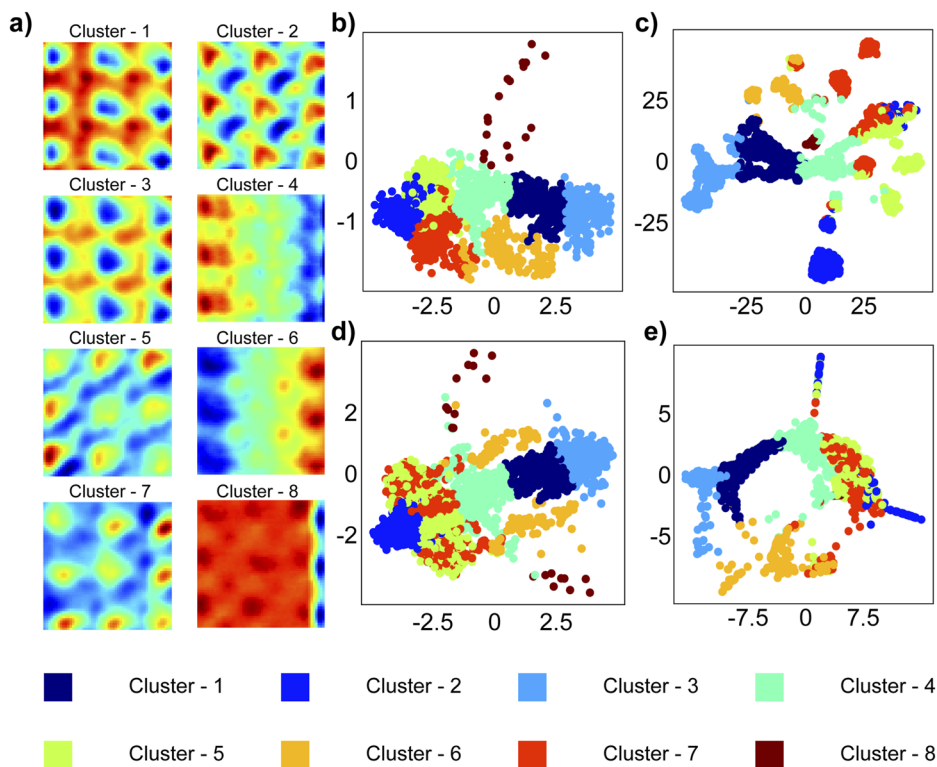 a)
Cluster - 1
Cluster - 2
Cluster - 3
Cluster - 4
Cluster - 5
Cluster - 6
Cluster - 7
Cluster - 8
b)
1
0
-1
-2.5 0 2.5
c)
25
0
-25
-25 0 25
d)
2
0
-2
-2.5 0 2.5
e)
5
0
-5
-7.5 0 7.5
Cluster - 1 Cluster - 2 Cluster - 3 Cluster - 4
Cluster - 5 Cluster - 6 Cluster - 7 Cluster - 8